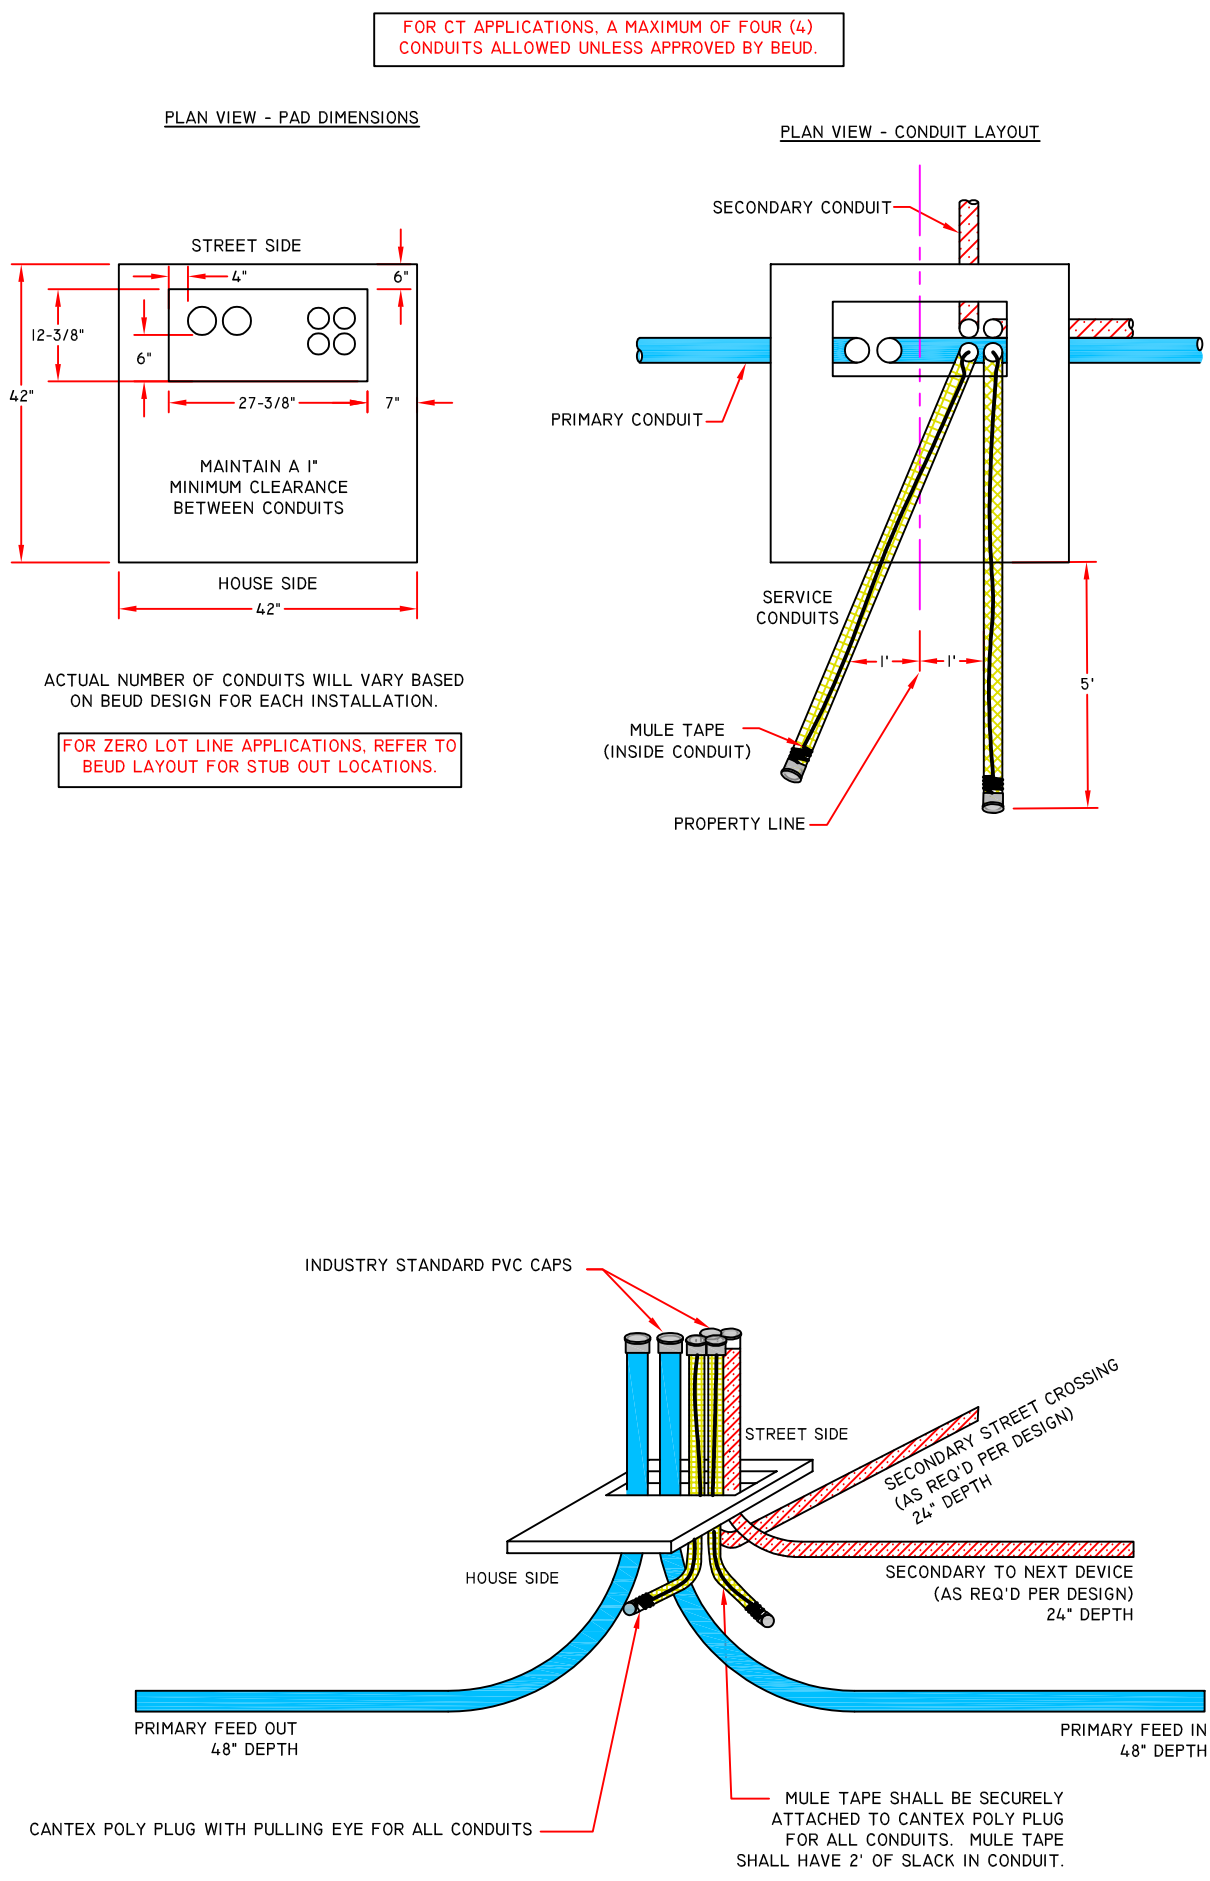 FOR CT APPLICATIONS, A MAXIMUM OF FOUR (4)
CONDUITS ALLOWED UNLESS APPROVED BY BEUD.
PLAN VIEW - PAD DIMENSIONS
STREET SIDE
4"
6"
12-3/8"
6"
42"
27-3/8"
7"
MAINTAIN A 1"
MINIMUM CLEARANCE
BETWEEN CONDUITS
HOUSE SIDE
42"
ACTUAL NUMBER OF CONDUITS WILL VARY BASED
ON BEUD DESIGN FOR EACH INSTALLATION.
FOR ZERO LOT LINE APPLICATIONS, REFER TO
BEUD LAYOUT FOR STUB OUT LOCATIONS.
PLAN VIEW - CONDUIT LAYOUT
SECONDARY CONDUIT
PRIMARY CONDUIT
SERVICE
CONDUITS
1'
1'
5'
MULE TAPE
(INSIDE CONDUIT)
PROPERTY LINE
INDUSTRY STANDARD PVC CAPS
STREET SIDE
SECONDARY STREET CROSSING
(AS REQ'D PER DESIGN)
24" DEPTH
HOUSE SIDE
SECONDARY TO NEXT DEVICE
(AS REQ'D PER DESIGN)
24" DEPTH
PRIMARY FEED OUT
48" DEPTH
PRIMARY FEED IN
48" DEPTH
CANTEX POLY PLUG WITH PULLING EYE FOR ALL CONDUITS
MULE TAPE SHALL BE SECURELY
ATTACHED TO CANTEX POLY PLUG
FOR ALL CONDUITS.  MULE TAPE
SHALL HAVE 2' OF SLACK IN CONDUIT.